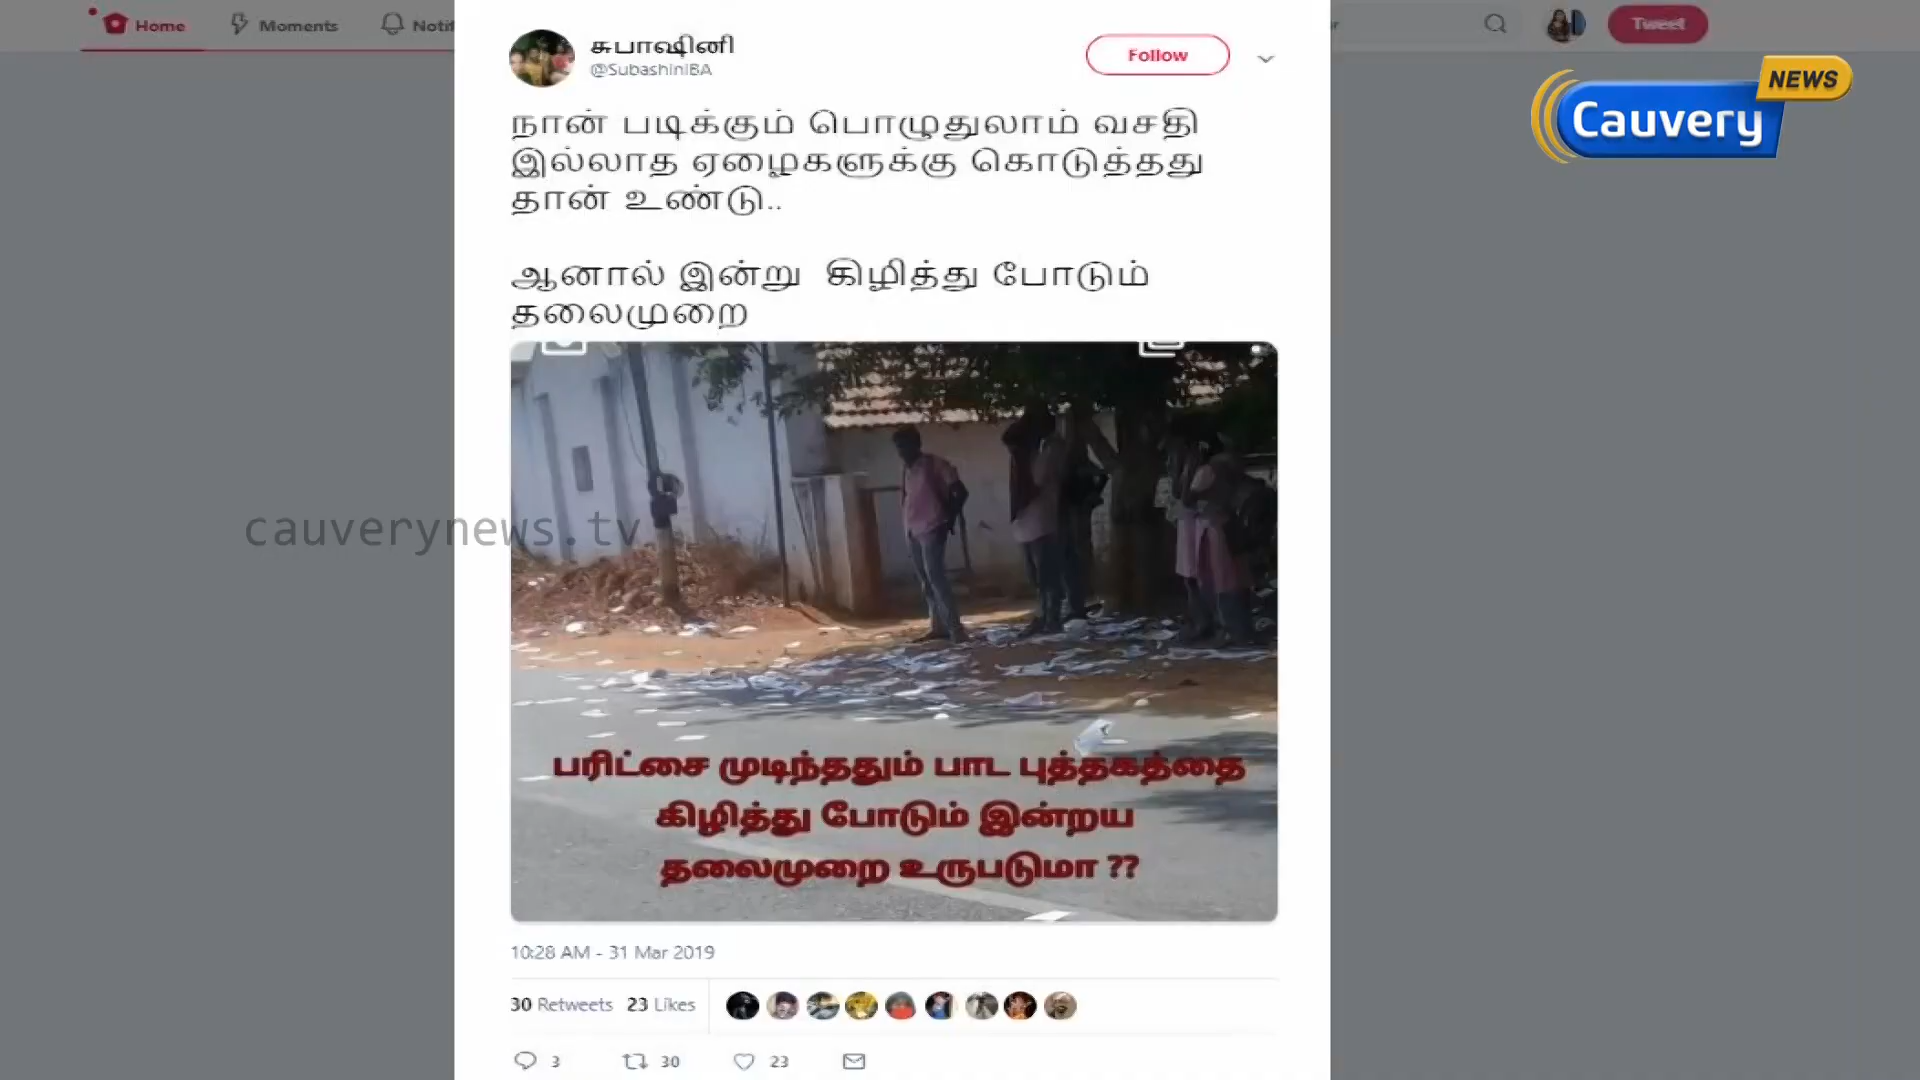 Home
Moments
Notif
Tweet
சுபாஷினி
@SubashiniBA
Follow
நான் படிக்கும் பொழுதுலாம் வசதி
இல்லாத ஏழைகளுக்கு கொடுத்தது
தான் உண்டு..
ஆனால் இன்று கிழித்து போடும்
தலைமுறை
பரிட்சை முடிந்ததும் பாட புத்தகத்தை
கிழித்து போடும் இன்றய
தலைமுறை உருபடுமா ??
10:28 AM - 31 Mar 2019
30 Retweets 23 Likes
3 30 23
Cauvery
NEWS
cauverynews.tv